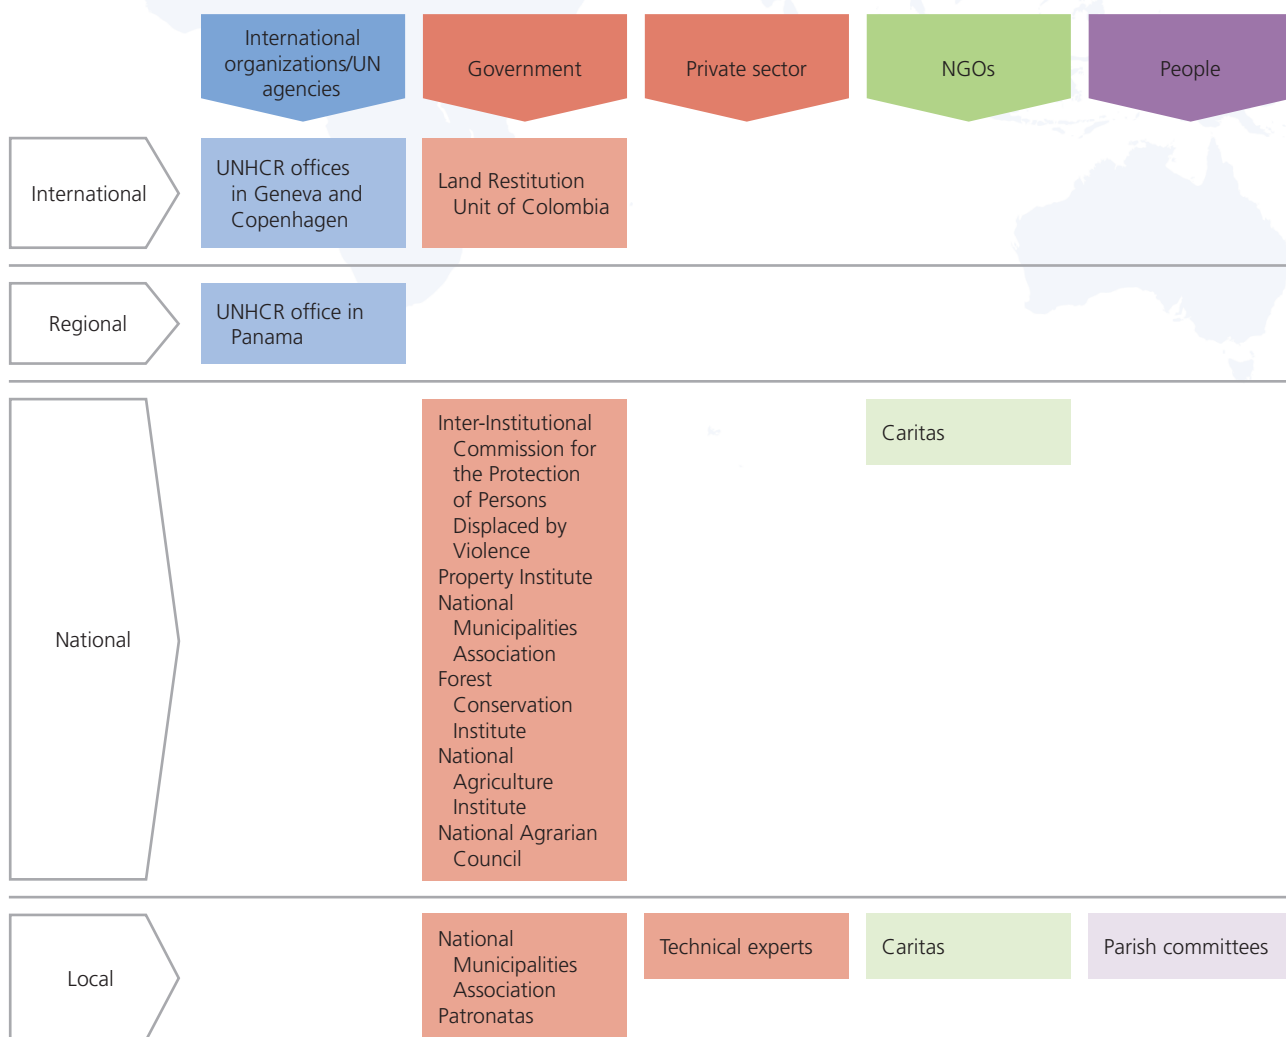 International
organizations/UN
agencies
Government
Private sector
NGOs
People
International
UNHCR offices
in Geneva and
Copenhagen
Land Restitution
Unit of Colombia
Regional
UNHCR office in
Panama
National
Inter-Institutional
Commission for
the Protection
of Persons
Displaced by
Violence
Property Institute
National
Municipalities
Association
Forest
Conservation
Institute
National
Agriculture
Institute
National Agrarian
Council
Caritas
Local
National
Municipalities
Association
Patronatas
Technical experts
Caritas
Parish committees